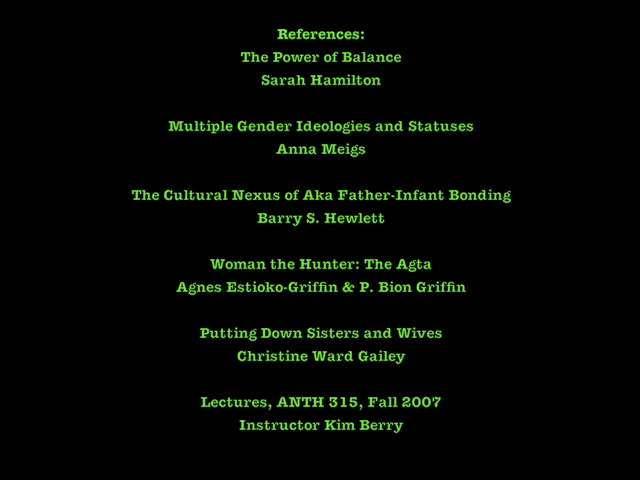 References:
The Power of Balance
Sarah Hamilton
Multiple Gender Ideologies and Statuses
Anna Meigs
The Cultural Nexus of Aka Father-Infant Bonding
Barry S. Hewlett
Woman the Hunter: The Agta
Agnes Estioko-Griffin & P. Bion Griffin
Putting Down Sisters and Wives
Christine Ward Gailey
Lectures, ANTH 315, Fall 2007
Instructor Kim Berry